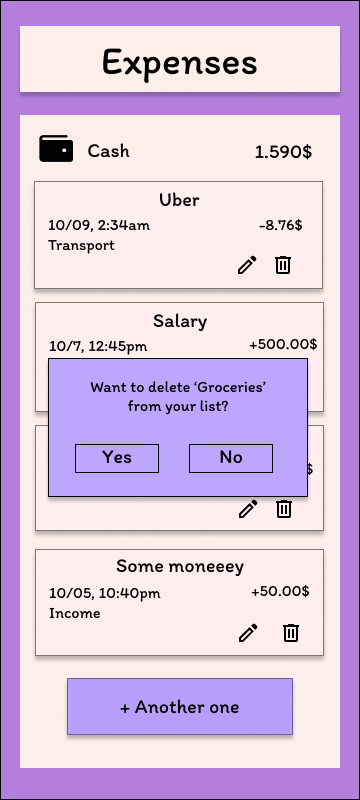 Expenses
Cash 1.590$
Uber
10/09, 2:34am -8.76$
Transport
Salary
10/7, 12:45pm +500.00$
Want to delete ‘Groceries’
from your list?
Yes No
$
Some moneeey
10/05, 10:40pm +50.00$
Income
+ Another one